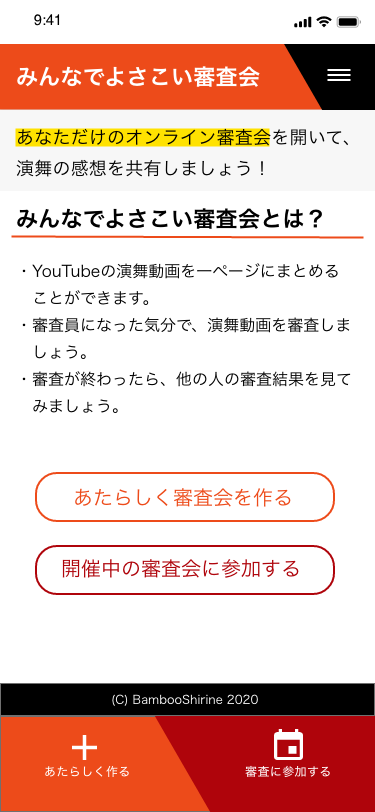 9:41
みんなでよさこい審査会
あなただけのオンライン審査会を開いて、
演舞の感想を共有しましょう！
みんなでよさこい審査会とは？
・YouTubeの演舞動画を一ページにまとめる
ことができます。
・審査員になった気分で、演舞動画を審査しま
しょう。
・審査が終わったら、他の人の審査結果を見て
みましょう。
あたらしく審査会を作る
開催中の審査会に参加する
(C) BambooShirine 2020
あたらしく作る
審査に参加する